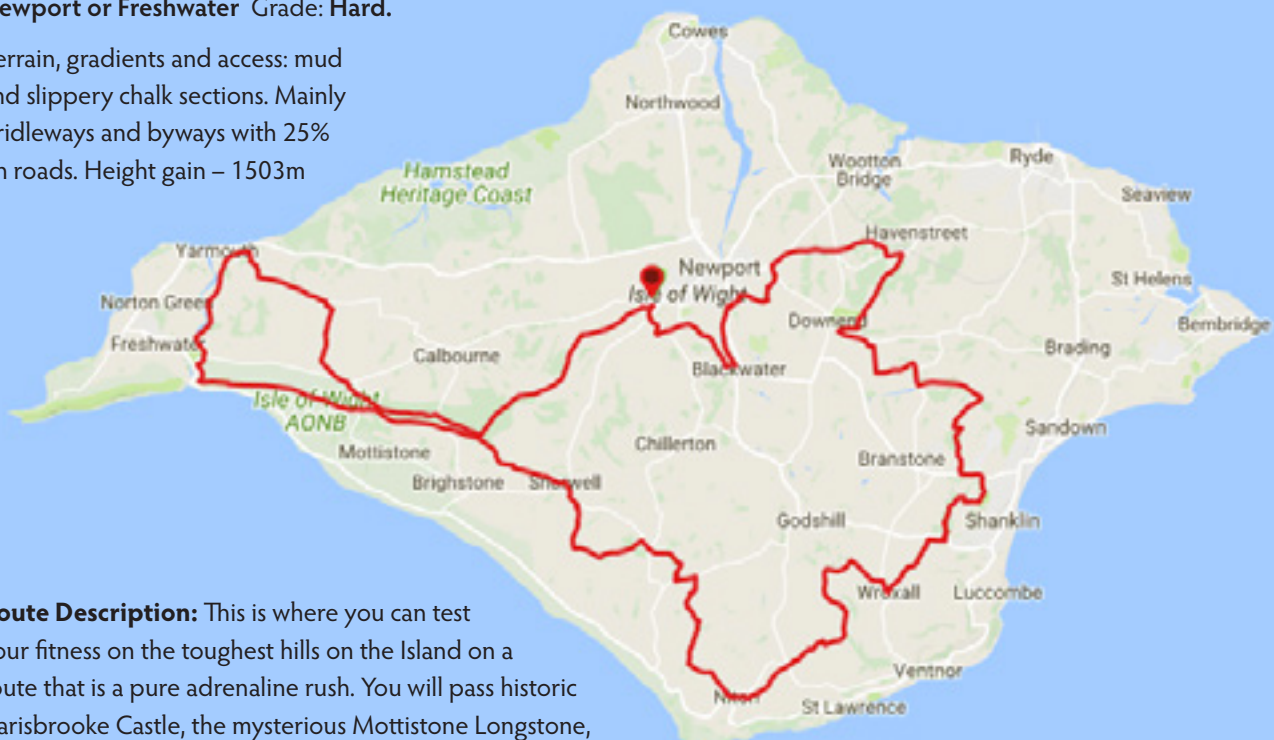 ewport or Freshwater Grade: Hard.
errain, gradients and access: mud
nd slippery chalk sections. Mainly
ridleways and byways with 25%
n roads. Height gain – 1503m
Cowes
Northwood
Hamstead
Heritage Coast
Wootton
Bridge
Ryde
Seaview
Havenstreet
Yarmouth
Newport
Isle of Wight
St Helens
Norton Green
Downend
Bembridge
Freshwater
Calbourne
Blackwater
Brading
Isle of Wight
AONB
Mottistone
Chillerton
Sandown
Branstone
Brighstone
Shorwell
Godshill
Shanklin
Wroxall
Luccombe
Ventnor
Niton
St Lawrence
oute Description: This is where you can test
our fitness on the toughest hills on the Island on a
oute that is a pure adrenaline rush. You will pass historic
arisbrooke Castle, the mysterious Mottistone Longstone,